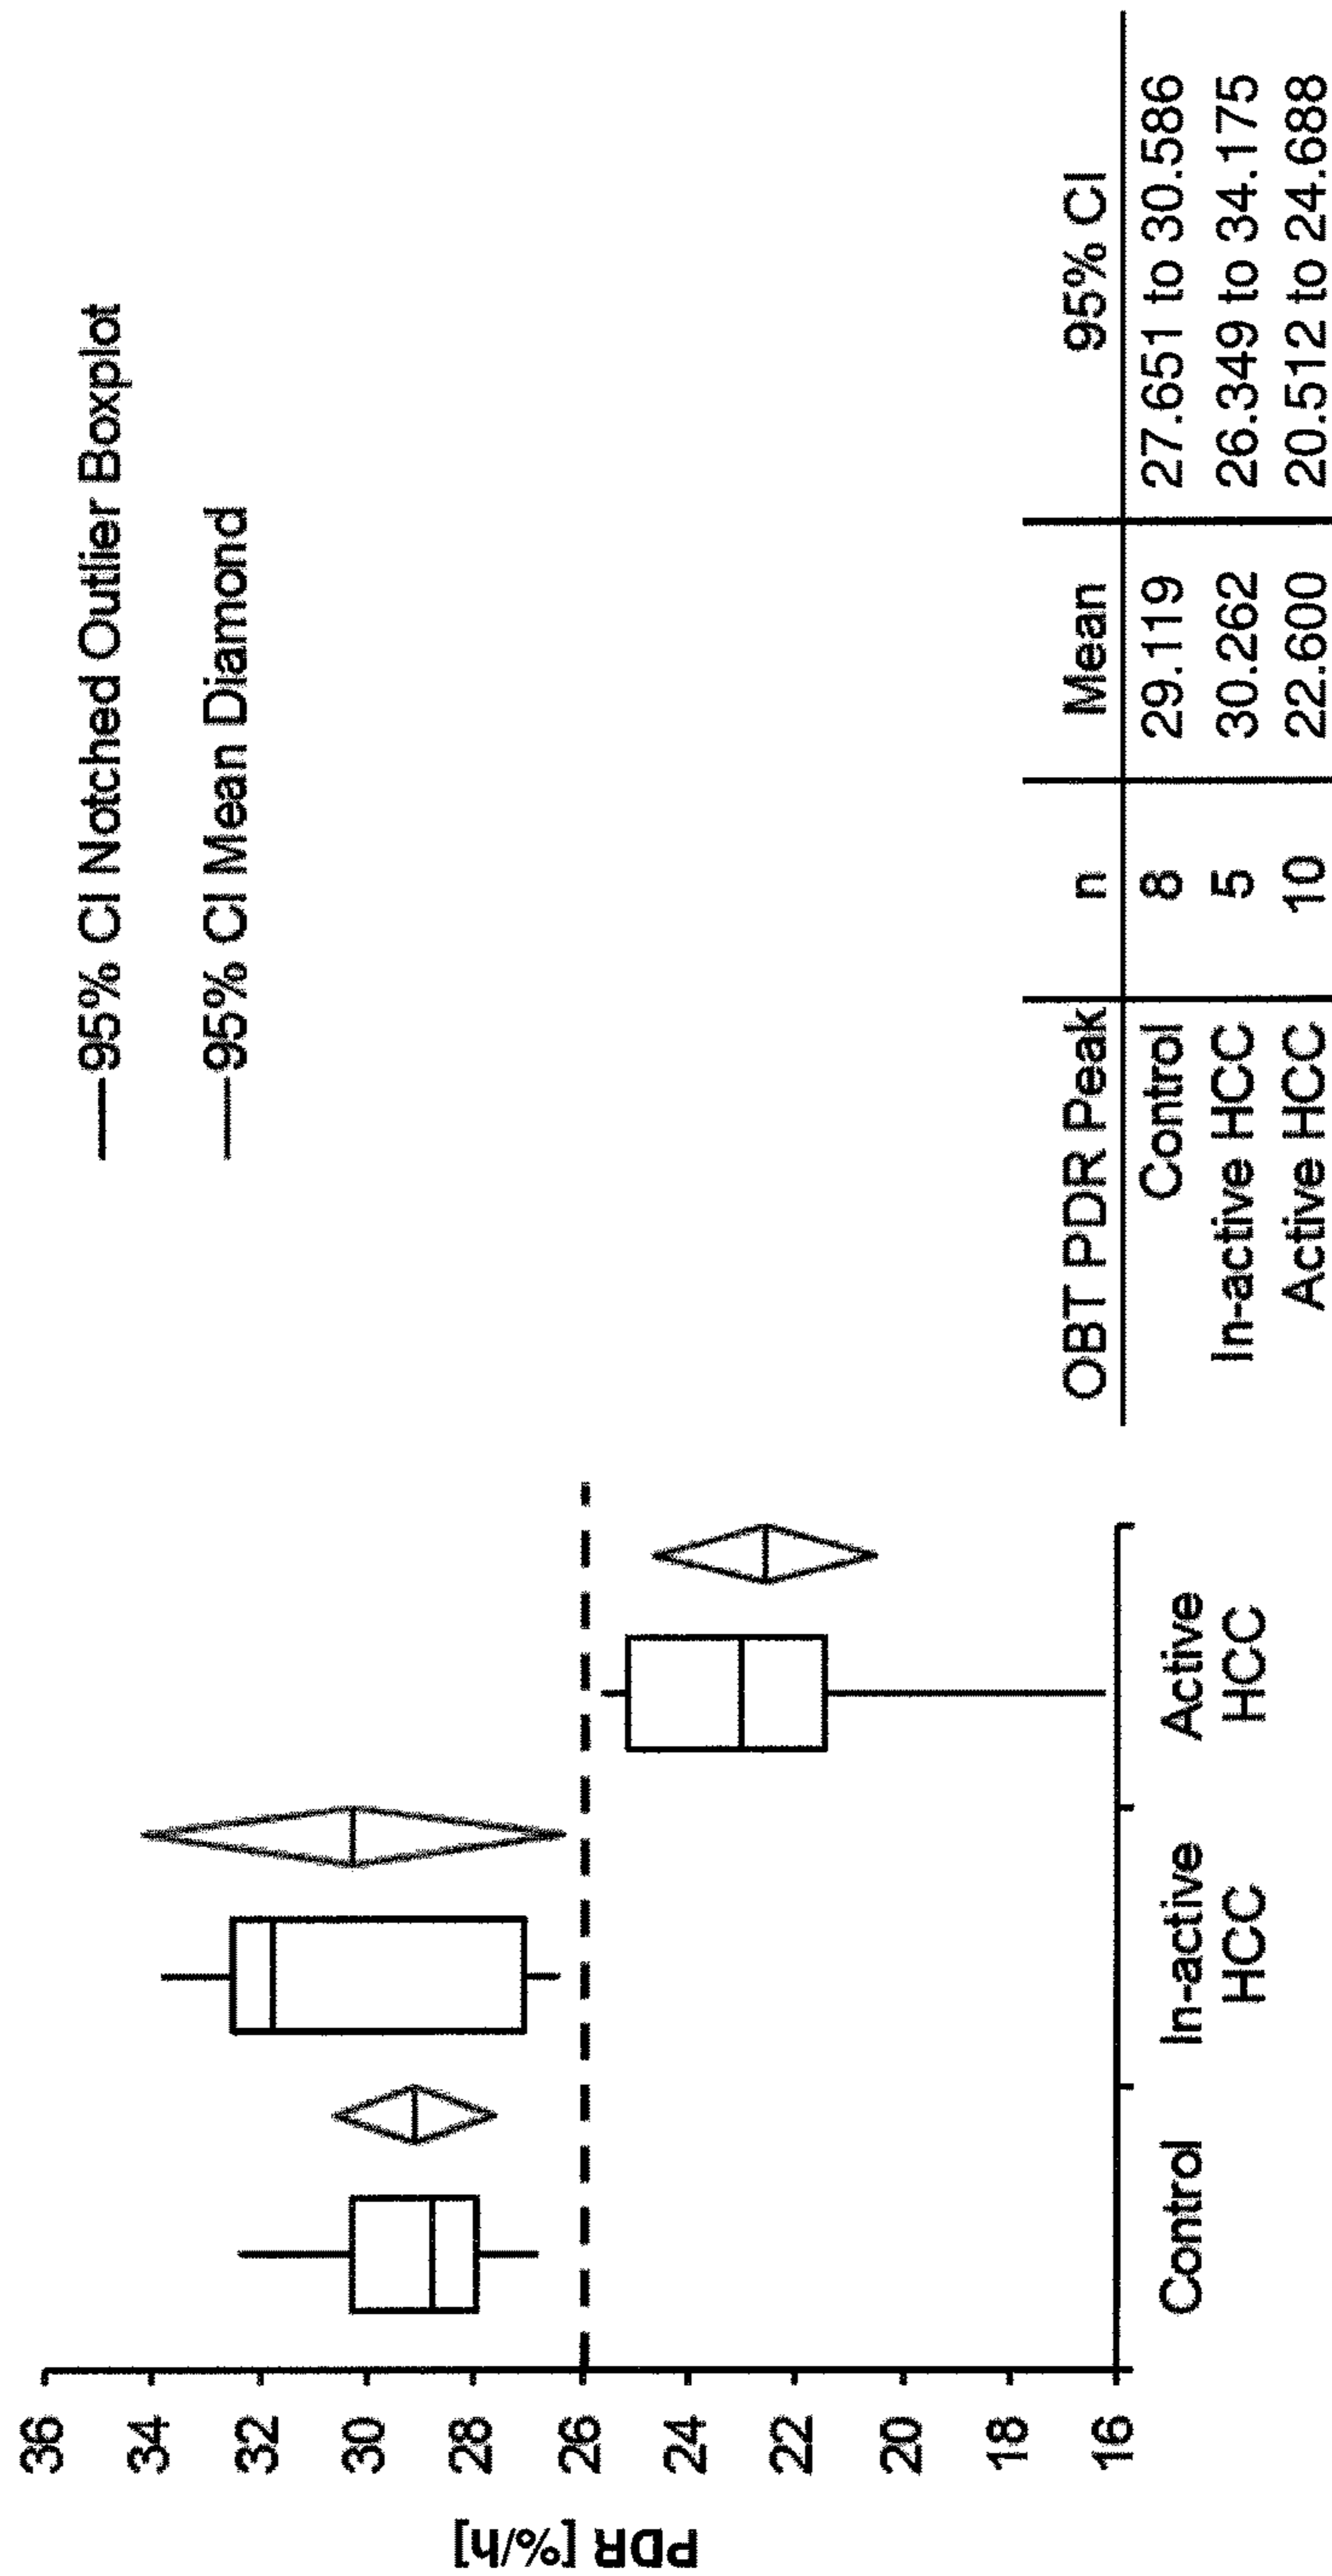 95% CI Notched Outlier Boxplot
95% CI Mean Diamond
PDR [%/h]
36
34
32
30
28
26
24
22
20
18
16
Control
In-active
HCC
Active
HCC
OBT PDR Peak n Mean 95% CI
Control 8 29.119 27.651 to 30.586
In-active HCC 5 30.262 26.349 to 34.175
Active HCC 10 22.600 20.512 to 24.688